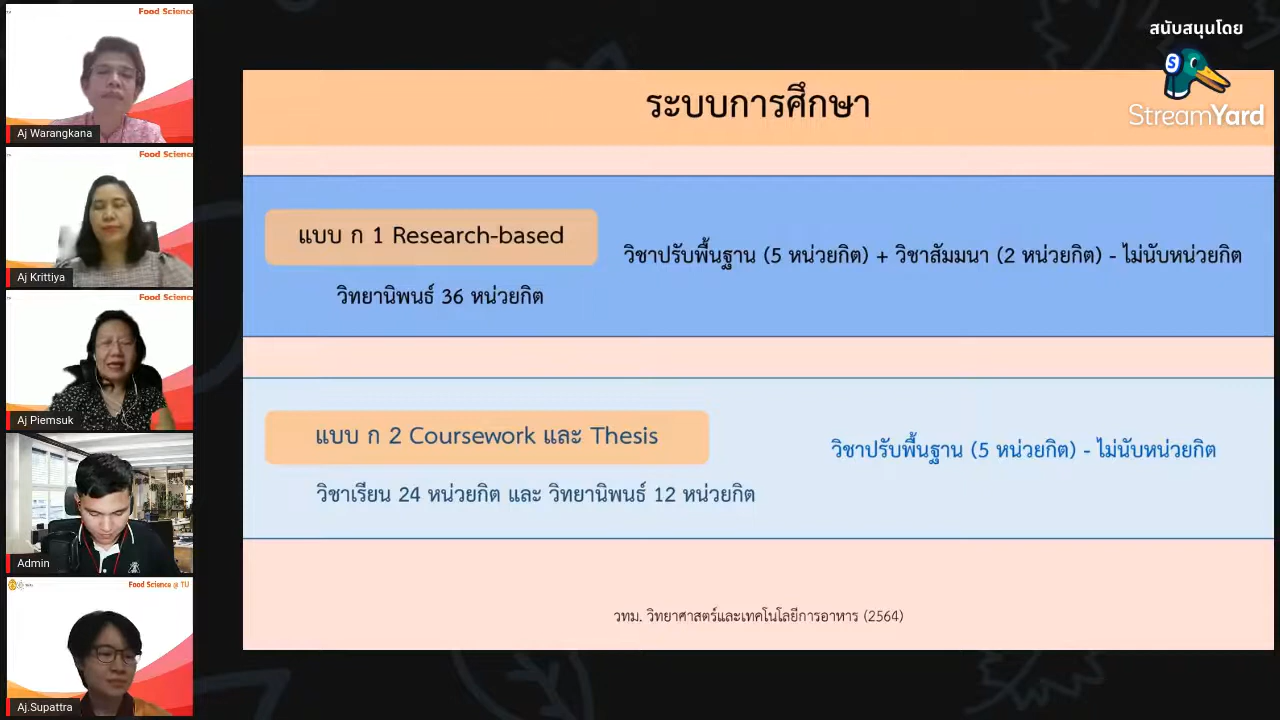 Food Science
Aj Warangkana
Food Science
Aj Krittiya
Food Science
Aj Piemsuk
Admin
Food Science @ TU
Aj.Supattra
สนับสนุนโดย
StreamYard
ระบบการศึกษา
แบบ ก 1 Research-based
วิชาปรับพื้นฐาน (5 หน่วยกิต) + วิชาสัมมนา (2 หน่วยกิต) - ไม่นับหน่วยกิต
วิทยานิพนธ์ 36 หน่วยกิต
แบบ ก 2 Coursework และ Thesis
วิชาปรับพื้นฐาน (5 หน่วยกิต) - ไม่นับหน่วยกิต
วิชาเรียน 24 หน่วยกิต และ วิทยานิพนธ์ 12 หน่วยกิต
วทม. วิทยาศาสตร์และเทคโนโลยีการอาหาร (2564)